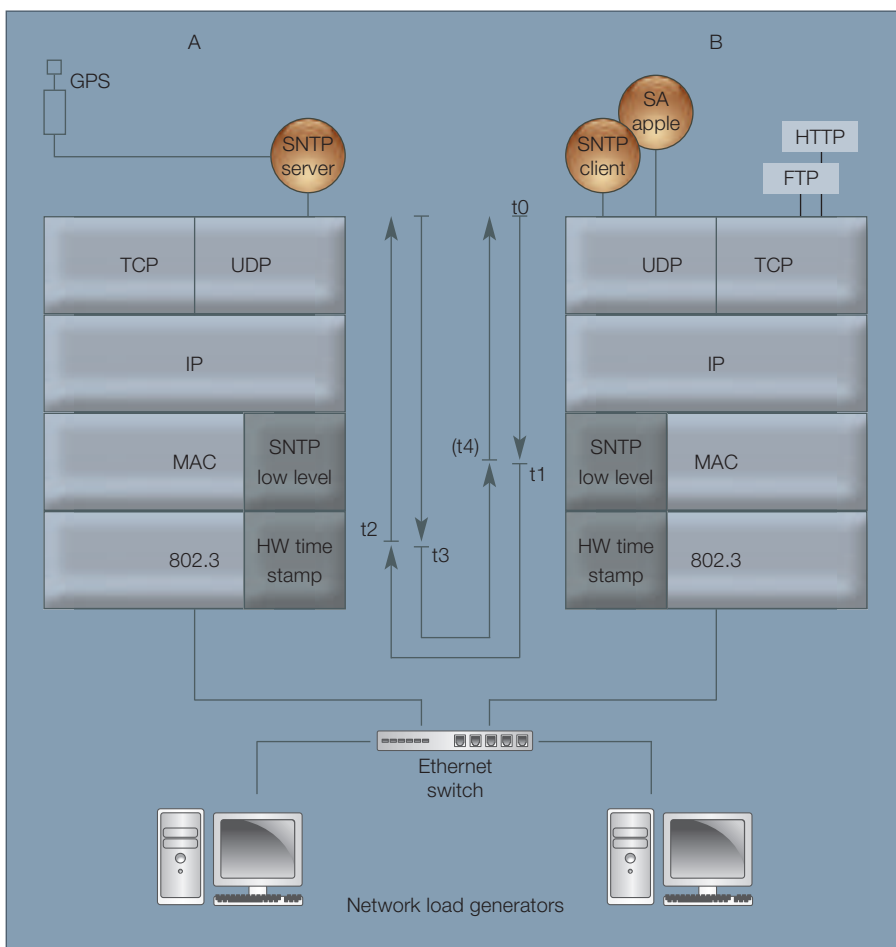 A
B
GPS
SA
apple
SNTP
server
SNTP
client
HTTP
FTP
t0
TCP
UDP
UDP
TCP
IP
IP
MAC
SNTP
low level
(t4)
t1
SNTP
low level
MAC
t2
t3
802.3
HW time
stamp
HW time
stamp
802.3
Ethernet
switch
Network load generators